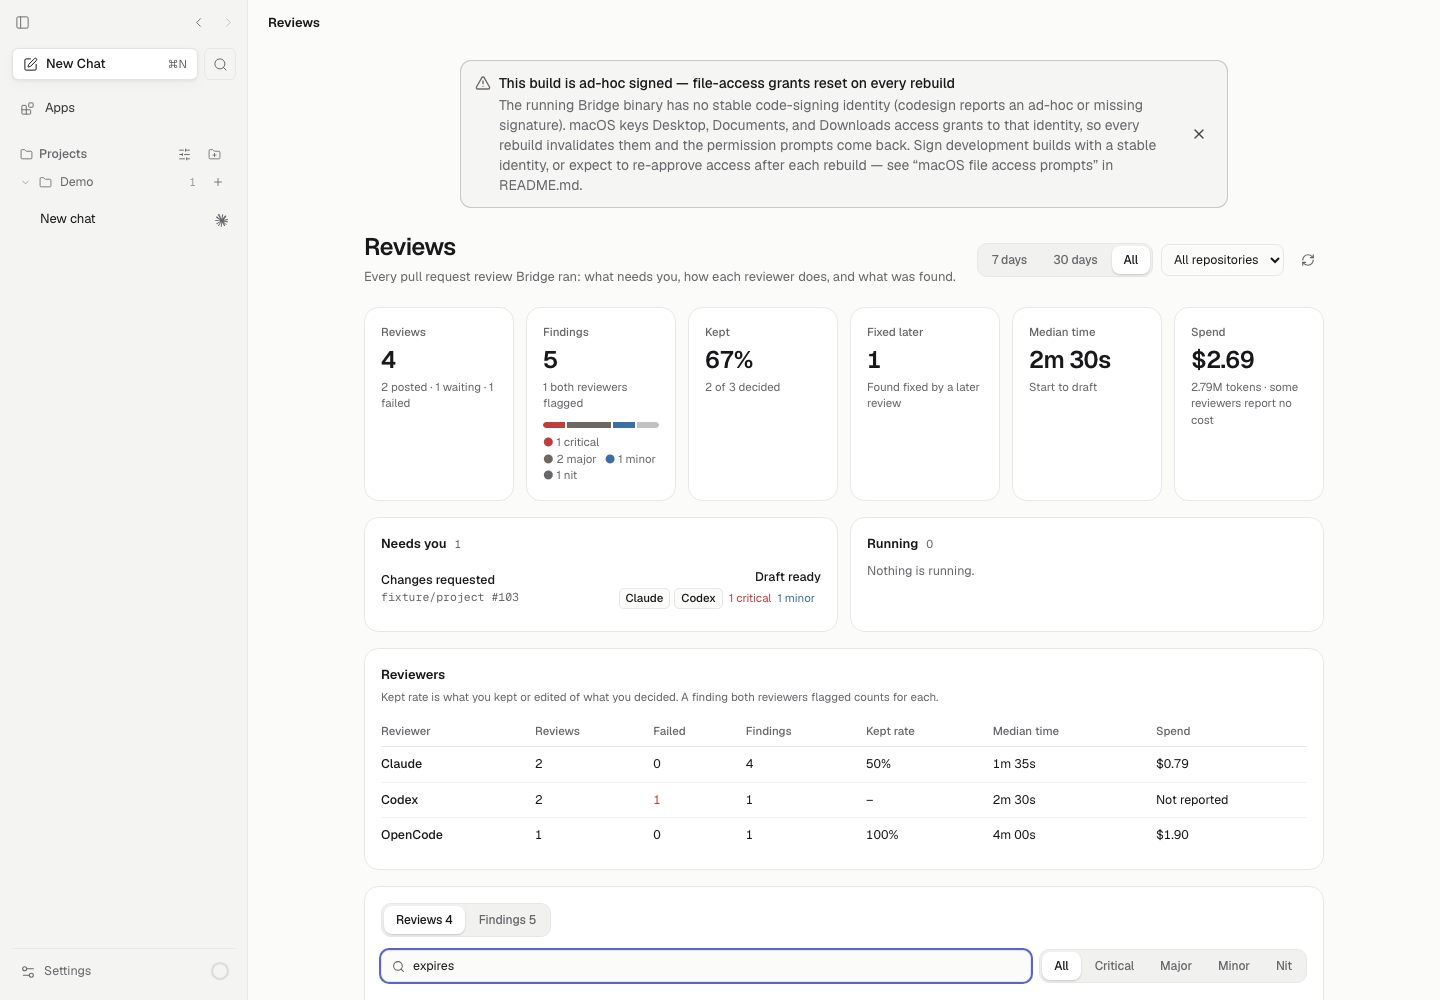 Reviews
New Chat ⌘N
Apps
Projects
Demo 1
New chat
Settings
This build is ad-hoc signed — file-access grants reset on every rebuild
The running Bridge binary has no stable code-signing identity (codesign reports an ad-hoc or missing
signature). macOS keys Desktop, Documents, and Downloads access grants to that identity, so every
rebuild invalidates them and the permission prompts come back. Sign development builds with a stable
identity, or expect to re-approve access after each rebuild — see “macOS file access prompts” in
README.md.
Reviews
Every pull request review Bridge ran: what needs you, how each reviewer does, and what was found.
7 days 30 days All All repositories
Reviews
4
2 posted · 1 waiting · 1
failed
Findings
5
1 both reviewers
flagged
1 critical
2 major 1 minor
1 nit
Kept
67%
2 of 3 decided
Fixed later
1
Found fixed by a later
review
Median time
2m 30s
Start to draft
Spend
$2.69
2.79M tokens · some
reviewers report no
cost
Needs you 1
Changes requested
fixture/project #103
Draft ready
Claude Codex 1 critical 1 minor
Running 0
Nothing is running.
Reviewers
Kept rate is what you kept or edited of what you decided. A finding both reviewers flagged counts for each.
Reviewer Reviews Failed Findings Kept rate Median time Spend
Claude 2 0 4 50% 1m 35s $0.79
Codex 2 1 1 – 2m 30s Not reported
OpenCode 1 0 1 100% 4m 00s $1.90
Reviews 4 Findings 5
expires
All Critical Major Minor Nit